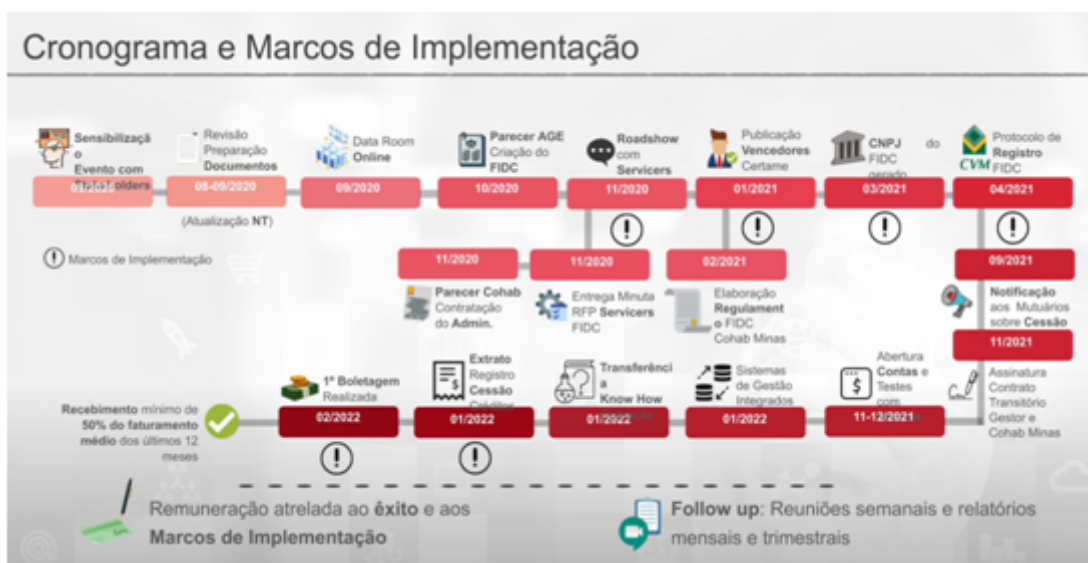 Cronograma e Marcos de Implementação
Sensibilizaçã
o
Evento com
08-09/2020
Revisão
Preparação
Documentos
(Atualização NT)
Data Room
Online
09/2020
Parecer AGE
Criação do
FIDC
10/2020
Roadshow
com
Servicers
11/2020
Publicação
Vencedores
Certame
01/2021
CNPJ do
FIDC
gerado
03/2021
CVM
Protocolo de
Registro
FIDC
04/2021
Marcos de Implementação
11/2020
Parecer Cohab
Contratação
do Admin.
11/2020
Entrega Minuta
RFP Servicers
FIDC
02/2021
Elaboração
Regulament
o FIDC
Cohab Minas
09/2021
Notificação
aos Mutuários
sobre Cessão
11/2021
Assinatura
Contrato
Transitório
Gestor e
Cohab Minas
Abertura
Contas e
Testes
com
11-12/2021
Sistemas
de Gestão
Integrados
01/2022
Transferênci
a
Know How
01/2022
Extrato
Registro
Cessão
01/2022
1º Boletagem
Realizada
02/2022
Recebimento mínimo de
50% do faturamento
médio dos últimos 12
meses
Remuneração atrelada ao êxito e aos
Marcos de Implementação
Follow up: Reuniões semanais e relatórios
mensais e trimestrais